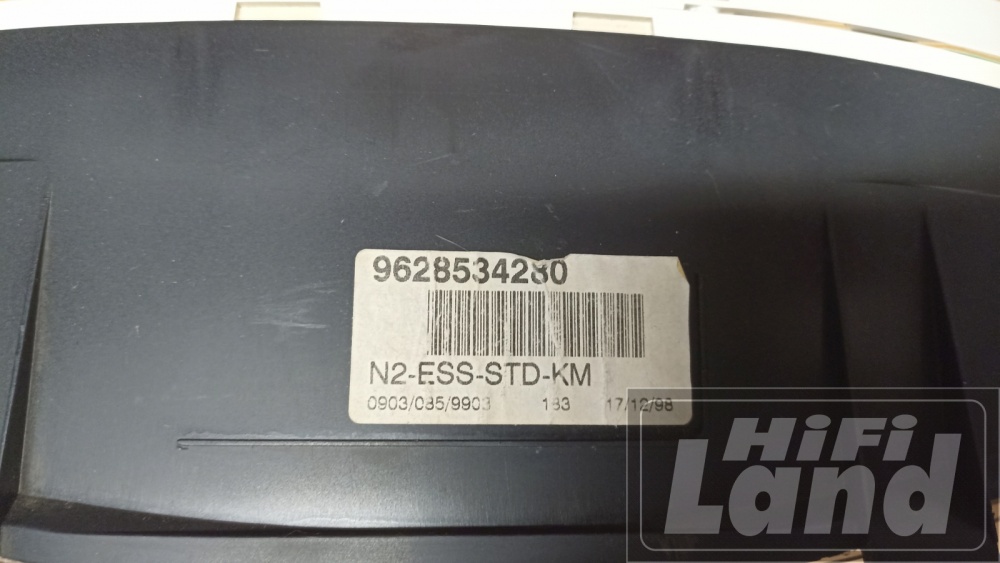 9628534280
N2-ESS-STD-KM
0903/085/9903 183 17/12/98
HiFi
Land